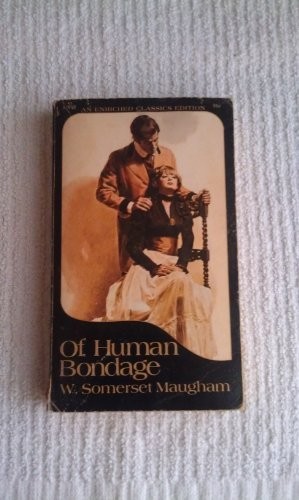 AN ENRICHED CLASSICS EDITION
Of Human
Bondage
W. Somerset Maugham